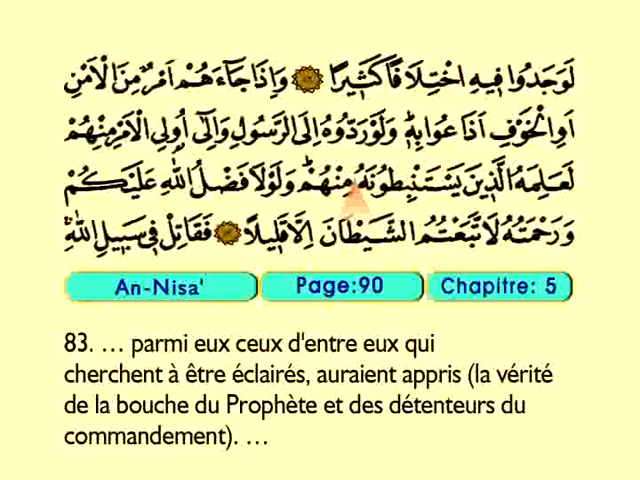 لَوَجَدُوا فِيهِ اخْتِلَافًا كَثِيرًا ۝ وَإِذَا جَاءَهُمْ أَمْرٌ مِنَ الْأَمْنِ
أَوِ الْخَوْفِ أَذَاعُوا بِهِ وَلَوْ رَدُّوهُ إِلَى الرَّسُولِ وَإِلَىٰ أُولِي الْأَمْرِ مِنْهُمْ
لَعَلِمَهُ الَّذِينَ يَسْتَنْبِطُونَهُ مِنْهُمْ وَلَوْلَا فَضْلُ اللَّهِ عَلَيْكُمْ
وَرَحْمَتُهُ لَاتَّبَعْتُمُ الشَّيْطَانَ إِلَّا قَلِيلًا ۝ فَقَاتِلْ فِي سَبِيلِ اللَّهِ
An-Nisa' Page:90 Chapitre: 5
83. ... parmi eux ceux d'entre eux qui
cherchent à être éclairés, auraient appris (la vérité
de la bouche du Prophète et des détenteurs du
commandement). ...